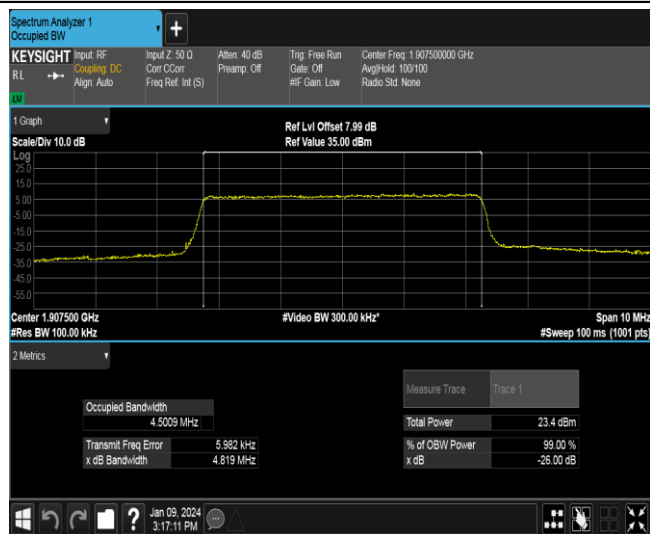 Spectrum Analyzer 1
Occupied BW
+
KEYSIGHT Input: RF Input Z: 50 Ω Atten: 40 dB Trig: Free Run Center Freq: 1.907500000 GHz
RL Coupling: DC Corr CCorr Preamp: Off Gate: Off Avg|Hold: 100/100
Align: Auto Freq Ref: Int (S) #IF Gain: Low Radio Std: None
LXI
1 Graph Ref Lvl Offset 7.99 dB
Scale/Div 10.0 dB Ref Value 35.00 dBm
Log
25.0
15.0
5.00
-5.00
-15.0
-25.0
-35.0
-45.0
-55.0
Center 1.907500 GHz #Video BW 300.00 kHz* Span 10 MHz
#Res BW 100.00 kHz #Sweep 100 ms (1001 pts)
2 Metrics
Measure Trace Trace 1
Occupied Bandwidth
4.5009 MHz Total Power 23.4 dBm
Transmit Freq Error 5.982 kHz % of OBW Power 99.00 %
x dB Bandwidth 4.819 MHz x dB -26.00 dB
? Jan 09, 2024
3:17:11 PM